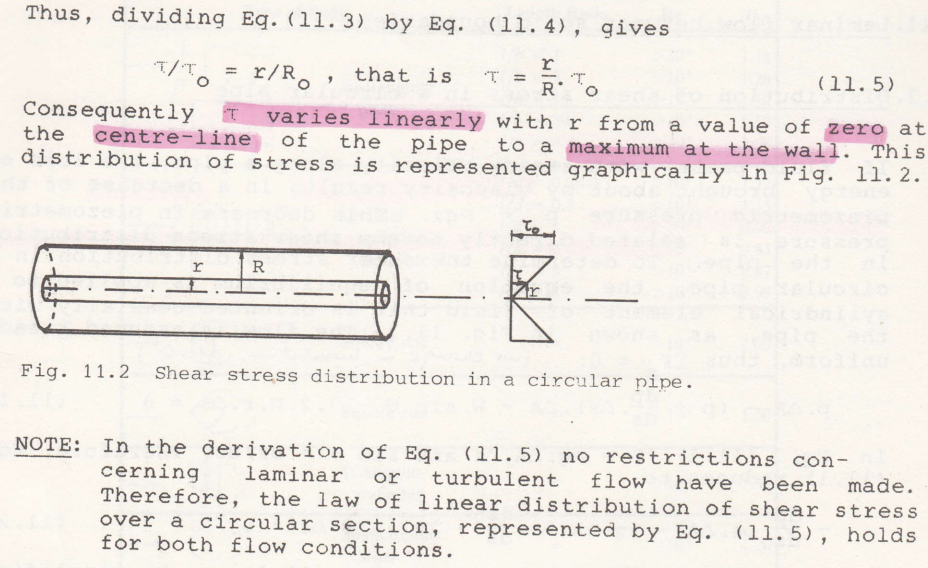 Thus, dividing Eq.(11.3) by Eq. (11.4), gives
τ/τo = r/Ro , that is τ = r/R · τo (11.5)
Consequently τ varies linearly with r from a value of zero at
the centre-line of the pipe to a maximum at the wall. This
distribution of stress is represented graphically in Fig. 11.2.
τo
r R
τ
r
Fig. 11.2 Shear stress distribution in a circular pipe.
NOTE: In the derivation of Eq. (11.5) no restrictions con-
cerning laminar or turbulent flow have been made.
Therefore, the law of linear distribution of shear stress
over a circular section, represented by Eq. (11.5), holds
for both flow conditions.